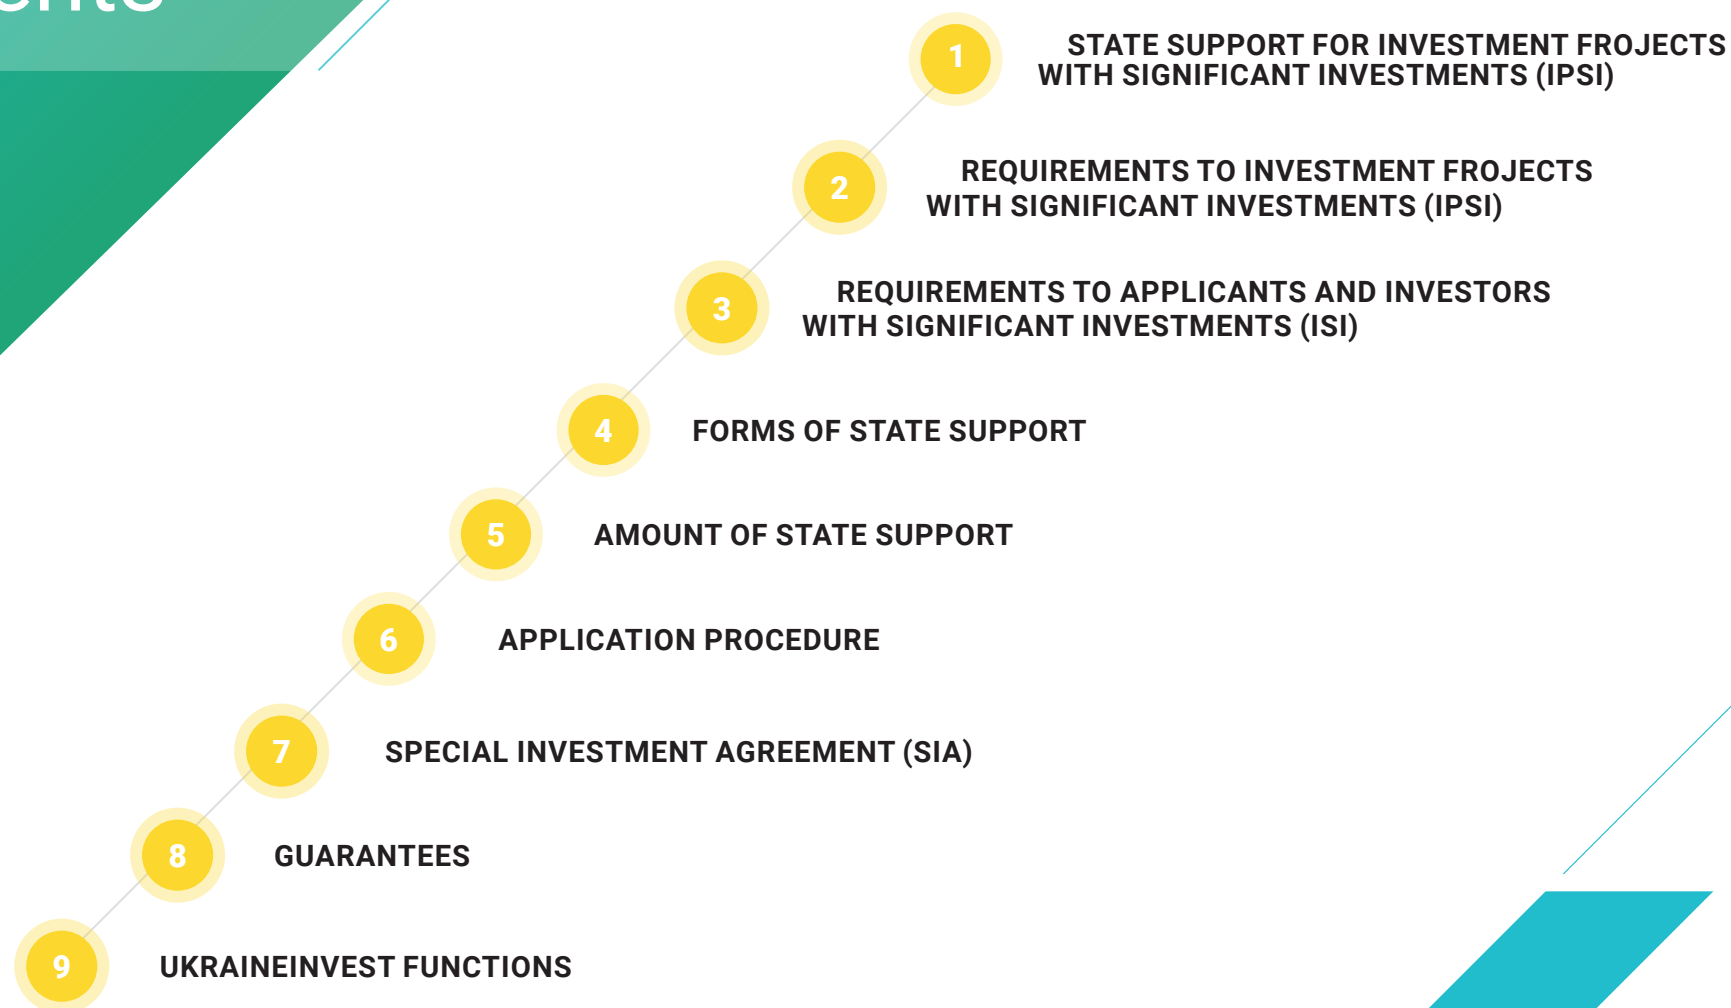 ents
1
STATE SUPPORT FOR INVESTMENT FROJECTS
WITH SIGNIFICANT INVESTMENTS (IPSI)
2
REQUIREMENTS TO INVESTMENT FROJECTS
WITH SIGNIFICANT INVESTMENTS (IPSI)
3
REQUIREMENTS TO APPLICANTS AND INVESTORS
WITH SIGNIFICANT INVESTMENTS (ISI)
4
FORMS OF STATE SUPPORT
5
AMOUNT OF STATE SUPPORT
6
APPLICATION PROCEDURE
7
SPECIAL INVESTMENT AGREEMENT (SIA)
8
GUARANTEES
9
UKRAINEINVEST FUNCTIONS